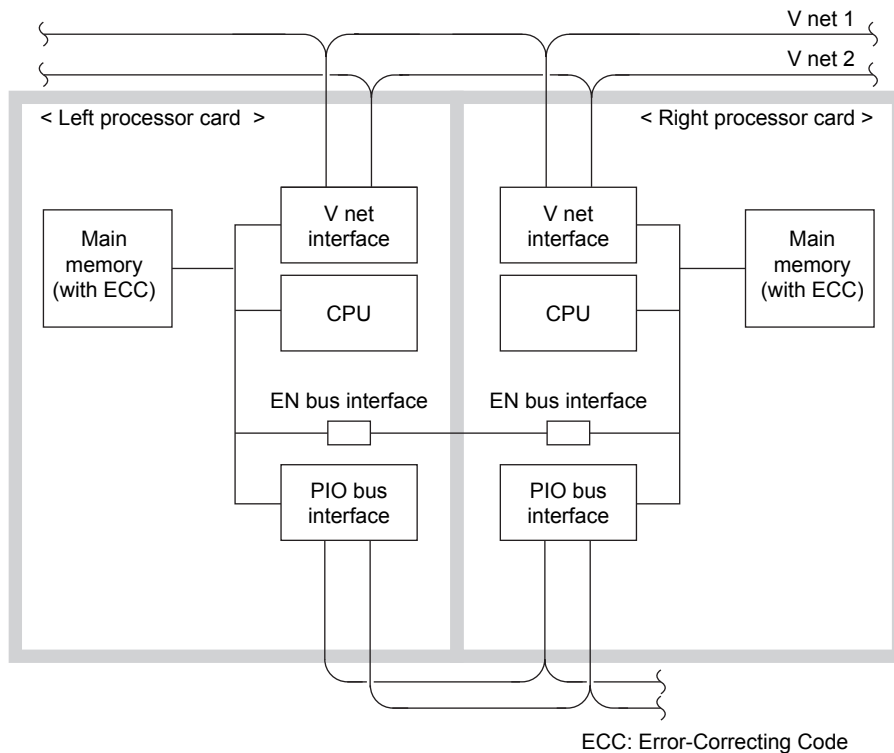 V net 1
V net 2
< Left processor card >
< Right processor card >
Main
memory
(with ECC)
V net
interface
V net
interface
Main
memory
(with ECC)
CPU
CPU
EN bus interface
EN bus interface
PIO bus
interface
PIO bus
interface
ECC: Error-Correcting Code